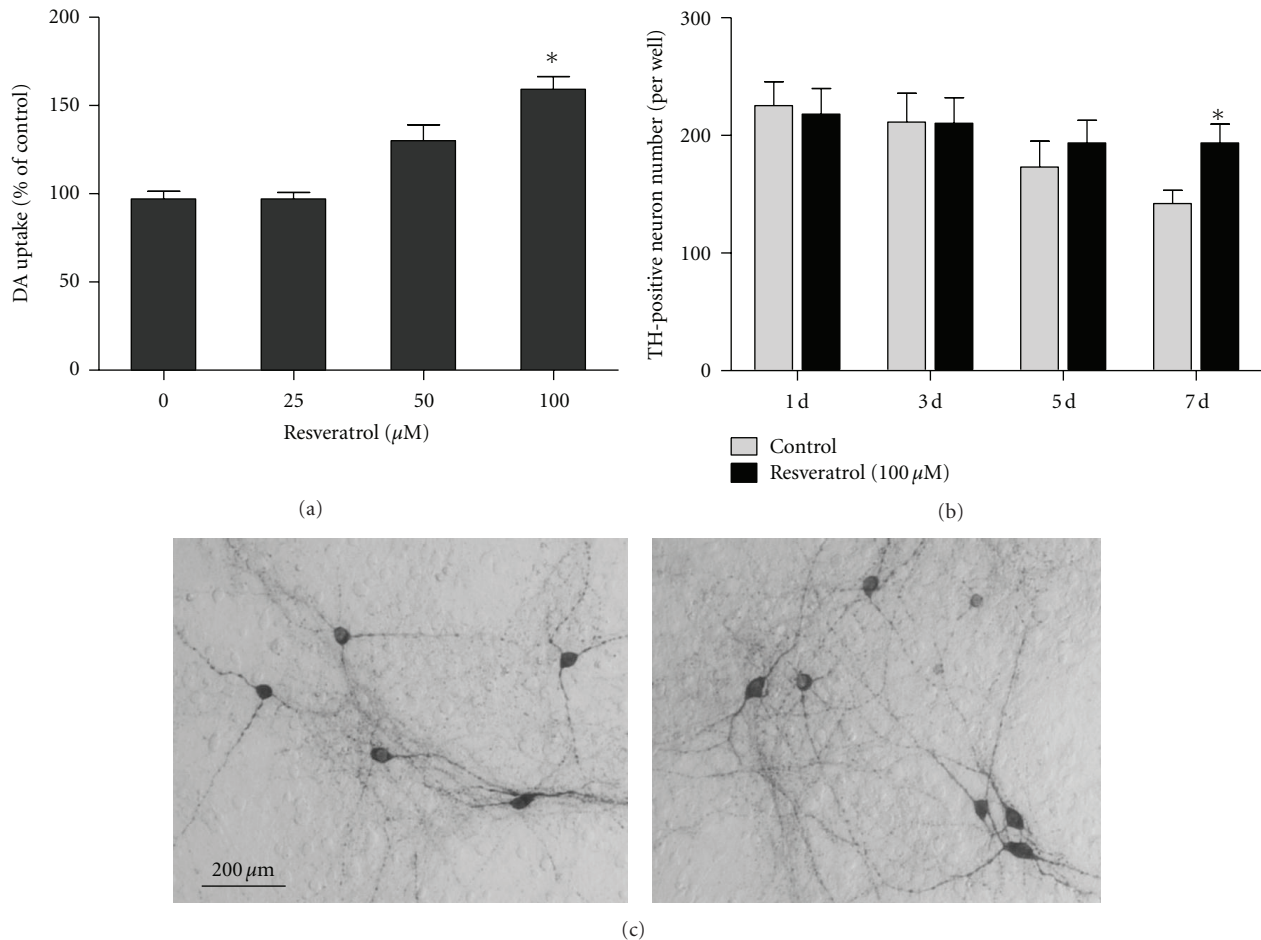 200
150
100
50
0
DA uptake (% of control)
*
0 25 50 100
Resveratrol (µM)
(a)
300
200
100
0
TH-positive neuron number (per well)
*
1 d 3 d 5 d 7 d
Control
Resveratrol (100 µM)
(b)
200 µm
(c)